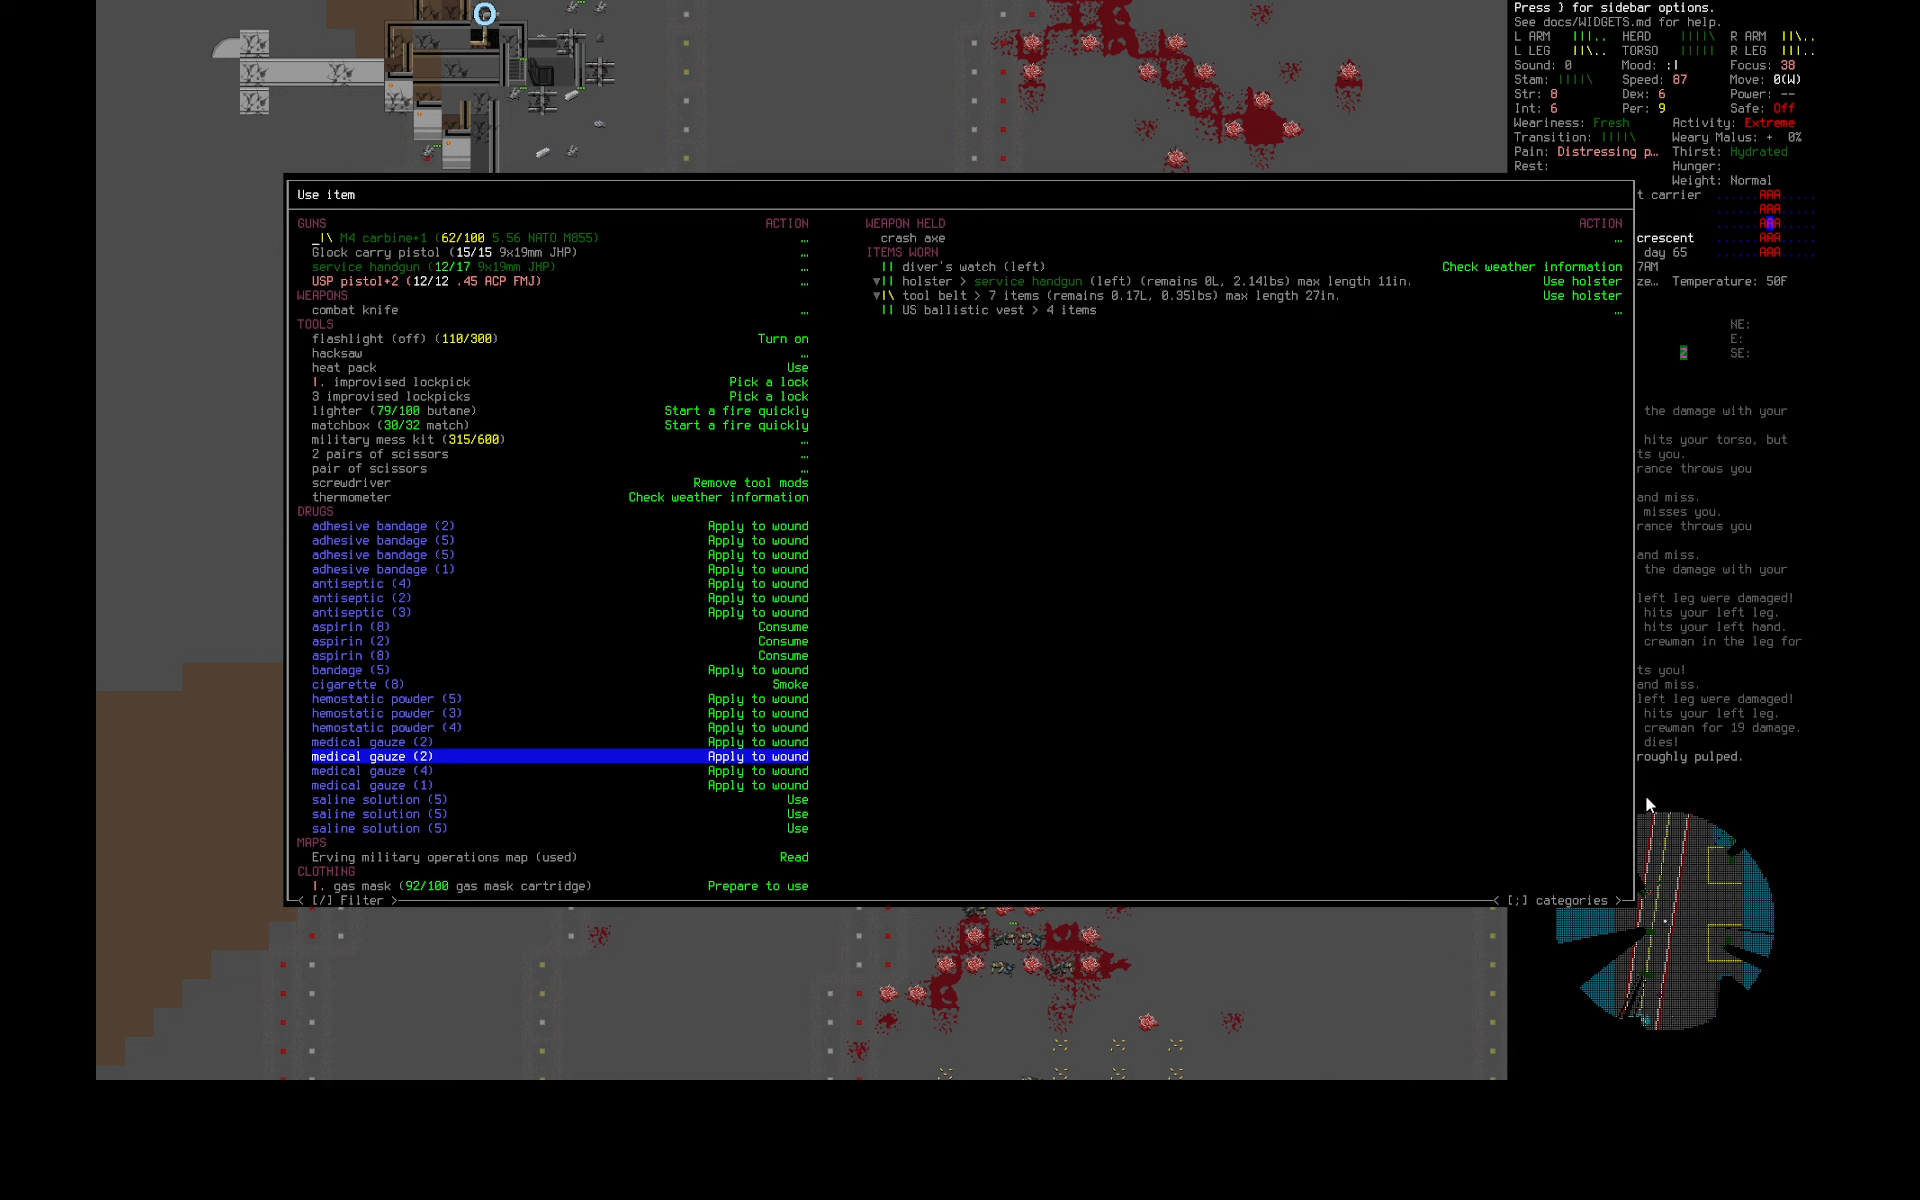 Press } for sidebar options.
See docs/WIDGETS.md for help.
L ARM |||.. HEAD ||||\ R ARM ||\..
L LEG ||\.. TORSO ||||| R LEG |||..
Sound: 0 Mood: :| Focus: 38
Stam: ||||\ Speed: 87 Move: 0(W)
Str: 8 Dex: 6 Power: --
Int: 6 Per: 9 Safe: Off
Weariness: Fresh Activity: Extreme
Transition: ||||\ Weary Malus: + 0%
Pain: Distressing p… Thirst: Hydrated
Rest: Hunger:
Weight: Normal
t carrier ......AAA.....
......AAA.....
......AAA.....
crescent ......AAA.....
day 65 ......AAA.....
7AM
ze… Temperature: 50F
NE:
E:
Z SE:
the damage with your
hits your torso, but
ts you.
rance throws you
and miss.
misses you.
rance throws you
and miss.
the damage with your
left leg were damaged!
hits your left leg.
hits your left hand.
crewman in the leg for
ts you!
and miss.
left leg were damaged!
hits your left leg.
crewman for 19 damage.
dies!
roughly pulped.
Use item
GUNS ACTION
_|\ M4 carbine+1 (62/100 5.56 NATO M855) …
Glock carry pistol (15/15 9x19mm JHP) …
service handgun (12/17 9x19mm JHP) …
USP pistol+2 (12/12 .45 ACP FMJ) …
WEAPONS
combat knife …
TOOLS
flashlight (off) (110/300) Turn on
hacksaw …
heat pack Use
|. improvised lockpick Pick a lock
3 improvised lockpicks Pick a lock
lighter (79/100 butane) Start a fire quickly
matchbox (30/32 match) Start a fire quickly
military mess kit (315/600) …
2 pairs of scissors …
pair of scissors …
screwdriver Remove tool mods
thermometer Check weather information
DRUGS
adhesive bandage (2) Apply to wound
adhesive bandage (5) Apply to wound
adhesive bandage (5) Apply to wound
adhesive bandage (1) Apply to wound
antiseptic (4) Apply to wound
antiseptic (2) Apply to wound
antiseptic (3) Apply to wound
aspirin (8) Consume
aspirin (2) Consume
aspirin (8) Consume
bandage (5) Apply to wound
cigarette (8) Smoke
hemostatic powder (5) Apply to wound
hemostatic powder (3) Apply to wound
hemostatic powder (4) Apply to wound
medical gauze (2) Apply to wound
medical gauze (2) Apply to wound
medical gauze (4) Apply to wound
medical gauze (1) Apply to wound
saline solution (5) Use
saline solution (5) Use
saline solution (5) Use
MAPS
Erving military operations map (used) Read
CLOTHING
|. gas mask (92/100 gas mask cartridge) Prepare to use
< [/] Filter >
WEAPON HELD ACTION
crash axe …
ITEMS WORN
|| diver's watch (left) Check weather information
▼|| holster > service handgun (left) (remains 0L, 2.14lbs) max length 11in. Use holster
▼|\ tool belt > 7 items (remains 0.17L, 0.35lbs) max length 27in. Use holster
|| US ballistic vest > 4 items …
< [;] categories >